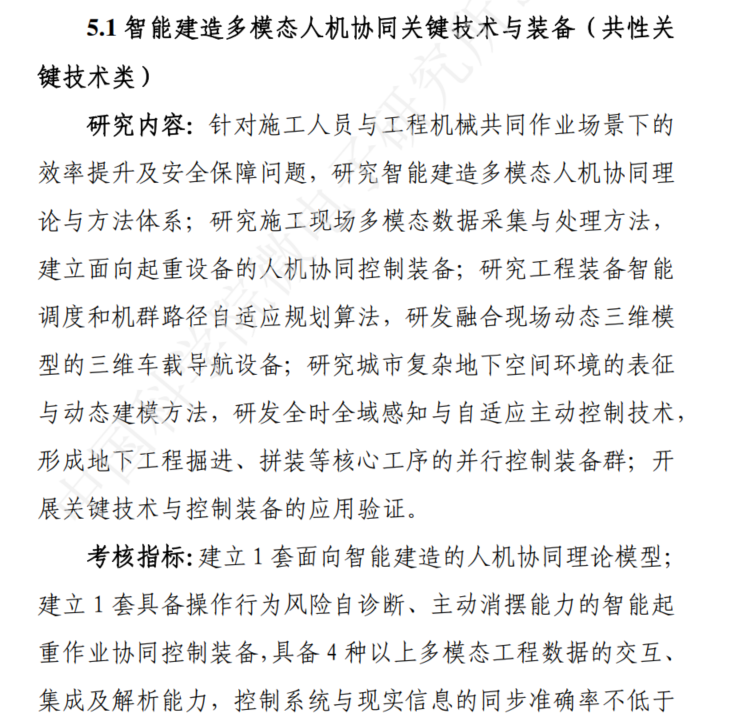 5.1 智能建造多模态人机协同关键技术与装备（共性关
键技术类）
研究内容：针对施工人员与工程机械共同作业场景下的
效率提升及安全保障问题，研究智能建造多模态人机协同理
论与方法体系；研究施工现场多模态数据采集与处理方法，
建立面向起重设备的人机协同控制装备；研究工程装备智能
调度和机群路径自适应规划算法，研发融合现场动态三维模
型的三维车载导航设备；研究城市复杂地下空间环境的表征
与动态建模方法，研发全时全域感知与自适应主动控制技术，
形成地下工程掘进、拼装等核心工序的并行控制装备群；开
展关键技术与控制装备的应用验证。
考核指标：建立 1 套面向智能建造的人机协同理论模型；
建立 1 套具备操作行为风险自诊断、主动消摆能力的智能起
重作业协同控制装备，具备 4 种以上多模态工程数据的交互、
集成及解析能力，控制系统与现实信息的同步准确率不低于
中国科学院微电子研究所